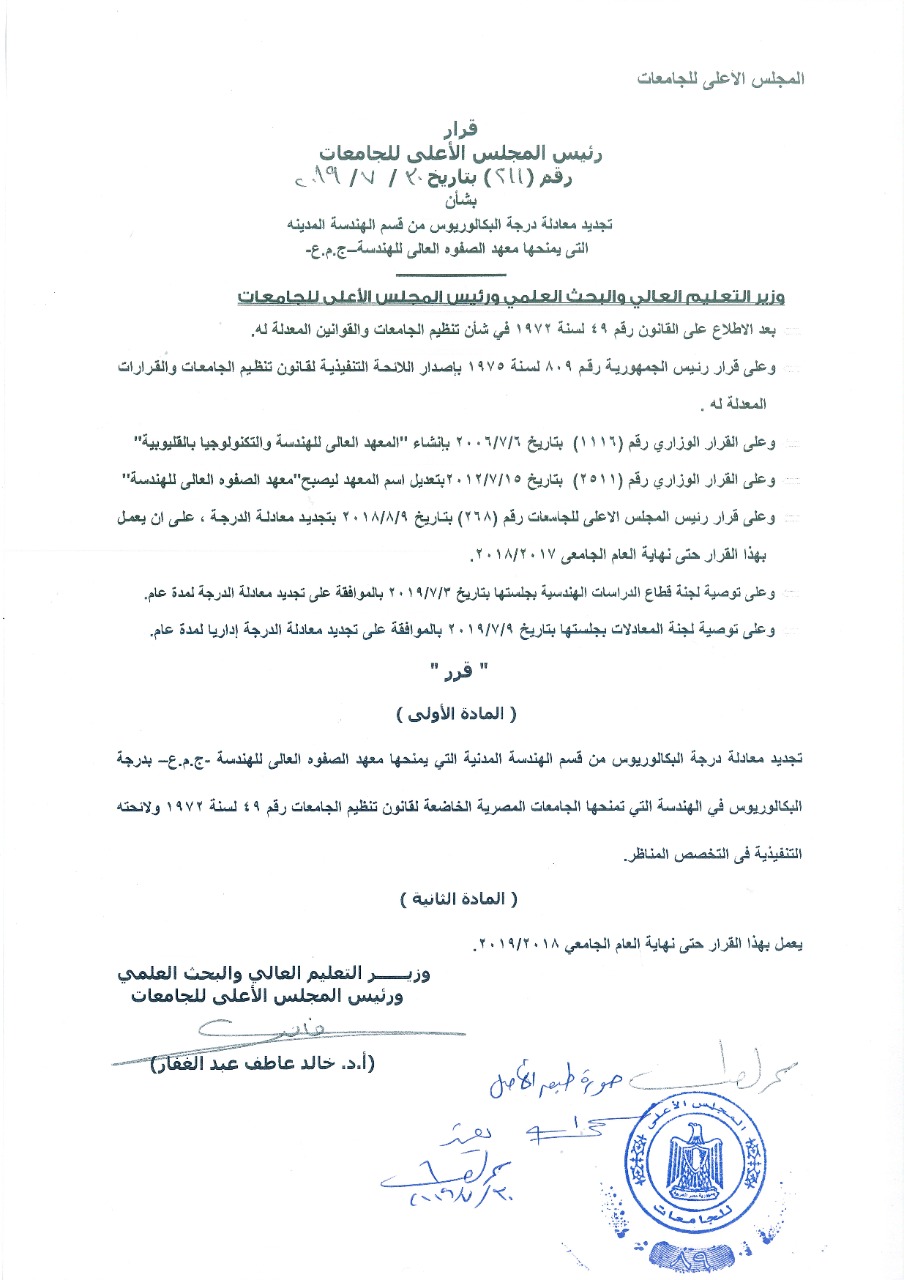 المجلس الأعلى للجامعات
قرار
رئيس المجلس الأعلى للجامعات
رقم (٢١١) بتاريخ ٣٠ / ٧ / ٢٠١٩
بشأن
تجديد معادلة درجة البكالوريوس من قسم الهندسة المدينه
التى يمنحها معهد الصفوه العالى للهندسة–ج.م.ع-
وزير التعليم العالي والبحث العلمي ورئيس المجلس الأعلى للجامعات
بعد الاطلاع على القانون رقم ٤٩ لسنة ١٩٧٢ في شأن تنظيم الجامعات والقوانين المعدلة له.
وعلى قرار رئيس الجمهورية رقم ٨٠٩ لسنة ١٩٧٥ بإصدار اللائحة التنفيذية لقانون تنظيم الجامعات والقرارات
المعدلة له .
وعلى القرار الوزاري رقم (١١١٦) بتاريخ ٢٠٠٦/٧/٦ بإنشاء "المعهد العالى للهندسة والتكنولوجيا بالقليوبية"
وعلى القرار الوزاري رقم (٢٥١١) بتاريخ ٢٠١٢/٧/١٥بتعديل اسم المعهد ليصبح"معهد الصفوه العالى للهندسة"
وعلى قرار رئيس المجلس الاعلى للجامعات رقم (٢٦٨) بتاريخ ٢٠١٨/٨/٩ بتجديد معادلة الدرجة ، على ان يعمل
بهذا القرار حتى نهاية العام الجامعى ٢٠١٨/٢٠١٧.
وعلى توصية لجنة قطاع الدراسات الهندسية بجلستها بتاريخ ٢٠١٩/٧/٣ بالموافقة على تجديد معادلة الدرجة لمدة عام.
وعلى توصية لجنة المعادلات بجلستها بتاريخ ٢٠١٩/٧/٩ بالموافقة على تجديد معادلة الدرجة إداريا لمدة عام.
" قرر "
( المادة الأولى )
تجديد معادلة درجة البكالوريوس من قسم الهندسة المدنية التي يمنحها معهد الصفوه العالى للهندسة -ج.م.ع– بدرجة
البكالوريوس في الهندسة التي تمنحها الجامعات المصرية الخاضعة لقانون تنظيم الجامعات رقم ٤٩ لسنة ١٩٧٢ ولائحته
التنفيذية فى التخصص المناظر.
( المادة الثانية )
يعمل بهذا القرار حتى نهاية العام الجامعي ٢٠١٩/٢٠١٨.
وزيــــر التعليم العالي والبحث العلمي
ورئيس المجلس الأعلى للجامعات
(أ.د. خالد عاطف عبد الغفار)
صورة طبق الأصل
يعتمد
المجلس الأعلى
جمهورية مصر العربية
للجامعات
٨٩